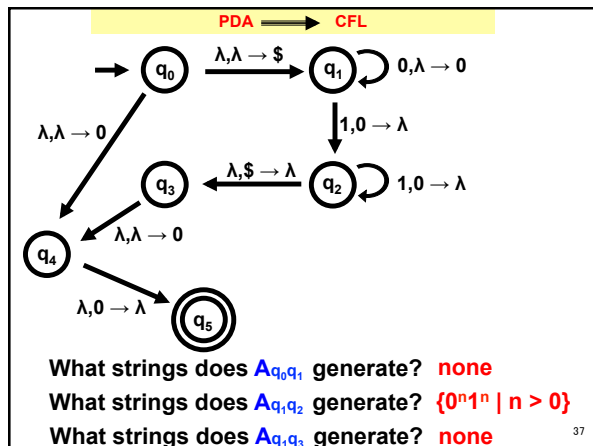 PDA ⟹ CFL
q0
λ,λ → $
q1
0,λ → 0
λ,λ → 0
1,0 → λ
q3
λ,$ → λ
q2
1,0 → λ
λ,λ → 0
q4
λ,0 → λ
q5
What strings does Aq0q1 generate? none
What strings does Aq1q2 generate? {0ⁿ1ⁿ | n > 0}
What strings does Aq1q3 generate? none
37